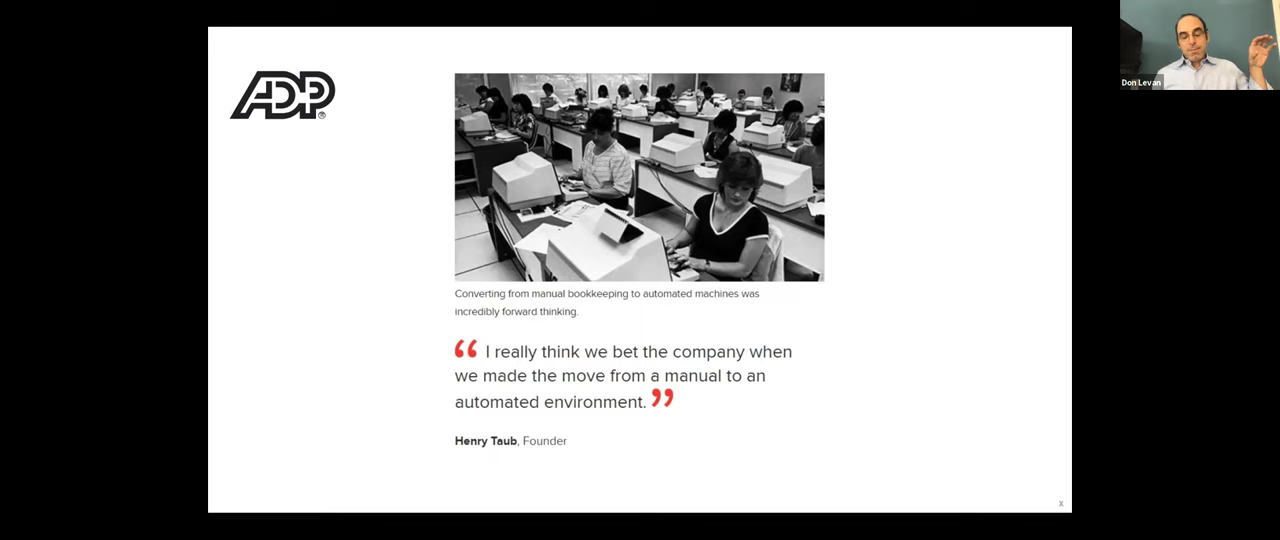 ADP®
Converting from manual bookkeeping to automated machines was
incredibly forward thinking.
“ I really think we bet the company when
we made the move from a manual to an
automated environment. ”
Henry Taub, Founder
x
Don Levan